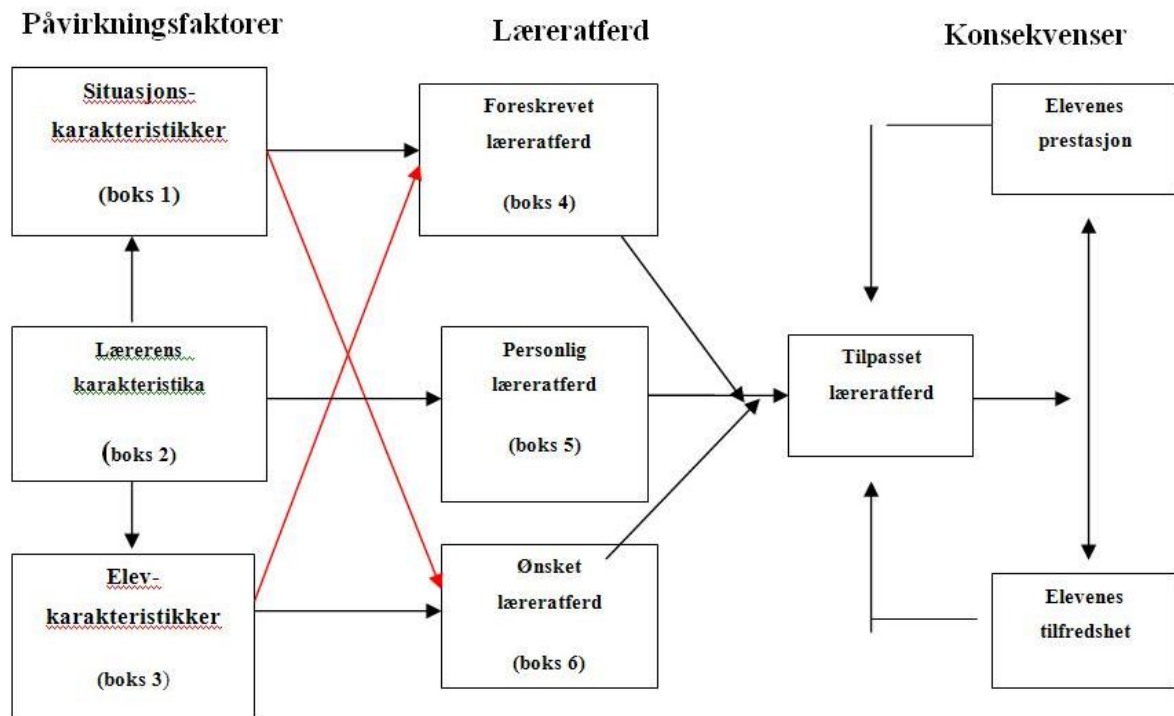 Påvirkningsfaktorer
Læreratferd
Konsekvenser
Situasjons-
karakteristikker
(boks 1)
Foreskrevet
læreratferd
(boks 4)
Elevenes
prestasjon
Lærerens
karakteristika
(boks 2)
Personlig
læreratferd
(boks 5)
Tilpasset
læreratferd
Elev-
karakteristikker
(boks 3)
Ønsket
læreratferd
(boks 6)
Elevenes
tilfredshet